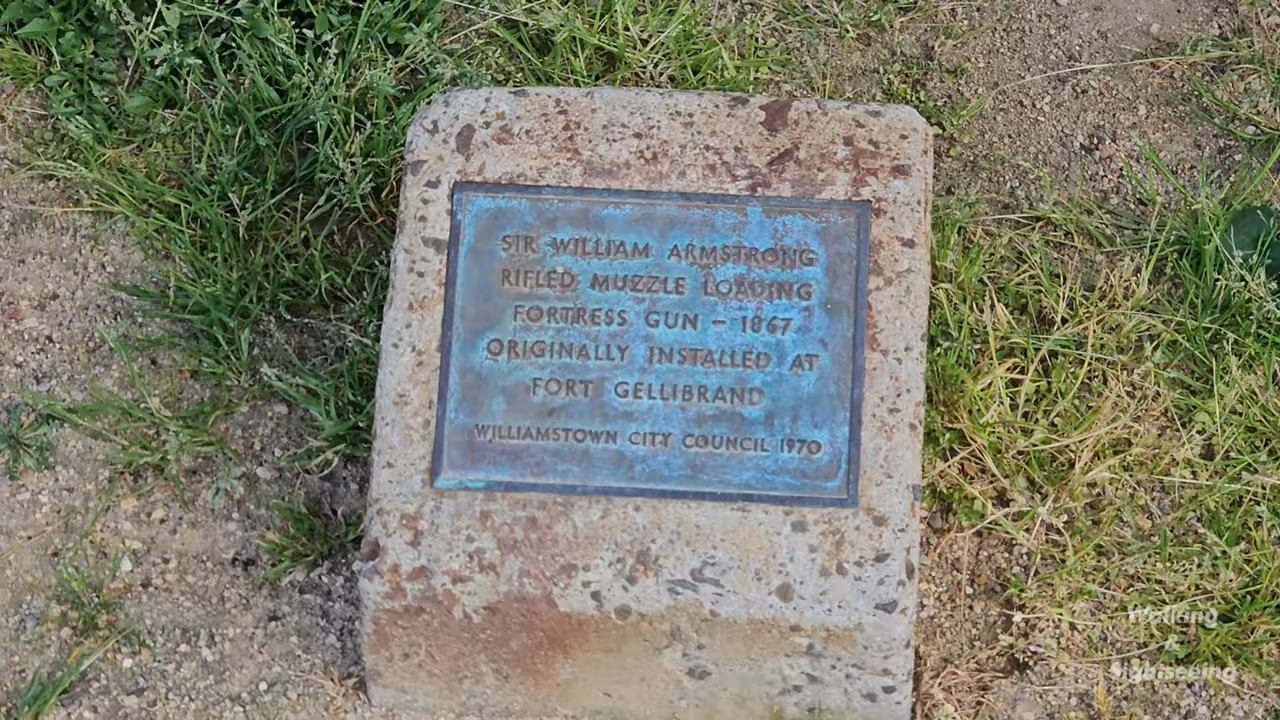 SIR WILLIAM ARMSTRONG
RIFLED MUZZLE LOADING
FORTRESS GUN – 1867
ORIGINALLY INSTALLED AT
FORT GELLIBRAND
WILLIAMSTOWN CITY COUNCIL 1970
Walking
&
Sightseeing